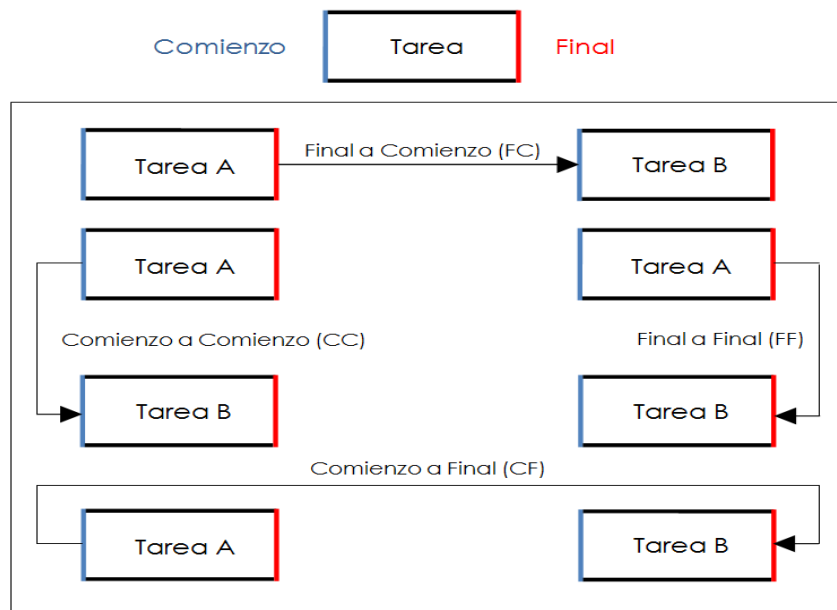 Comienzo Tarea Final
Tarea A Final a Comienzo (FC) Tarea B
Tarea A Tarea A
Comienzo a Comienzo (CC) Final a Final (FF)
Tarea B Tarea B
Comienzo a Final (CF)
Tarea A Tarea B